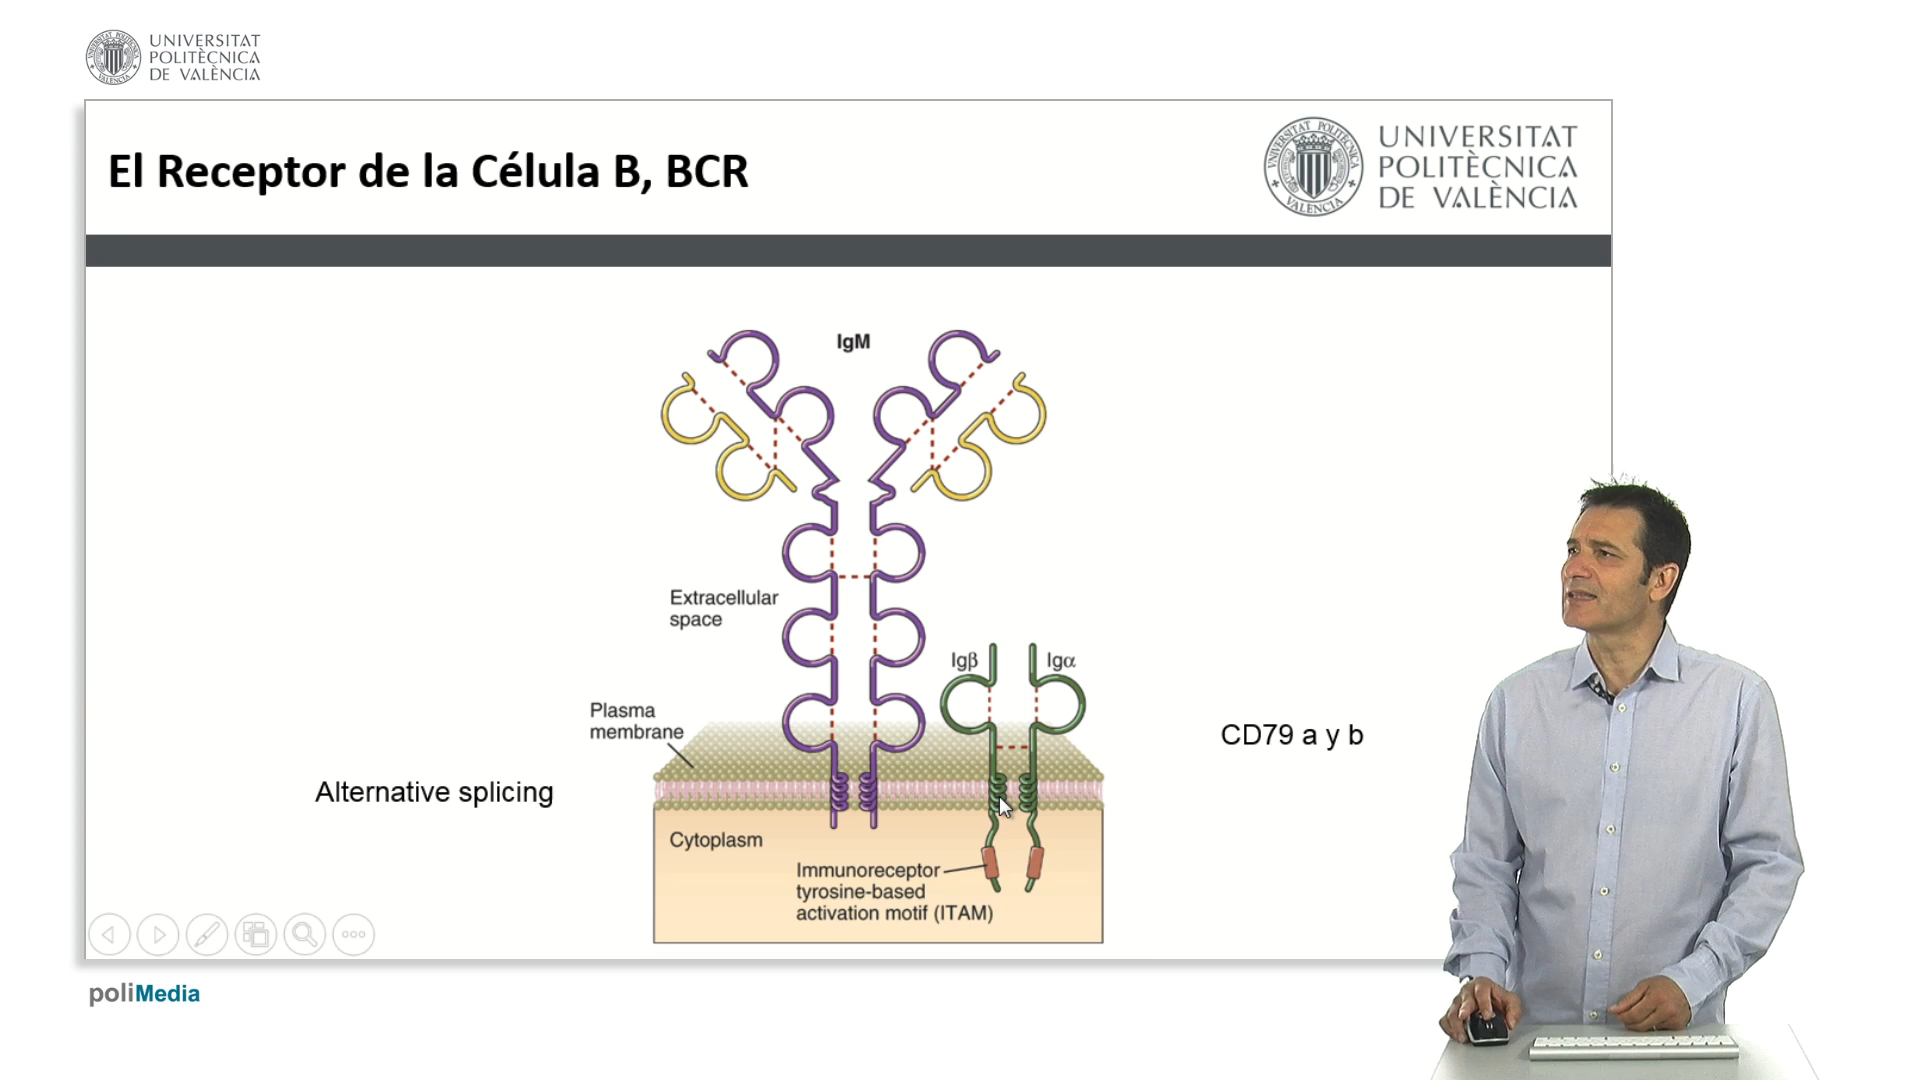 UNIVERSITAT
POLITÈCNICA
DE VALÈNCIA
El Receptor de la Célula B, BCR
UNIVERSITAT
POLITÈCNICA
DE VALÈNCIA
IgM
Extracellular
space
Igβ
Igα
Plasma
membrane
CD79 a y b
Alternative splicing
Cytoplasm
Immunoreceptor
tyrosine-based
activation motif (ITAM)
poliMedia